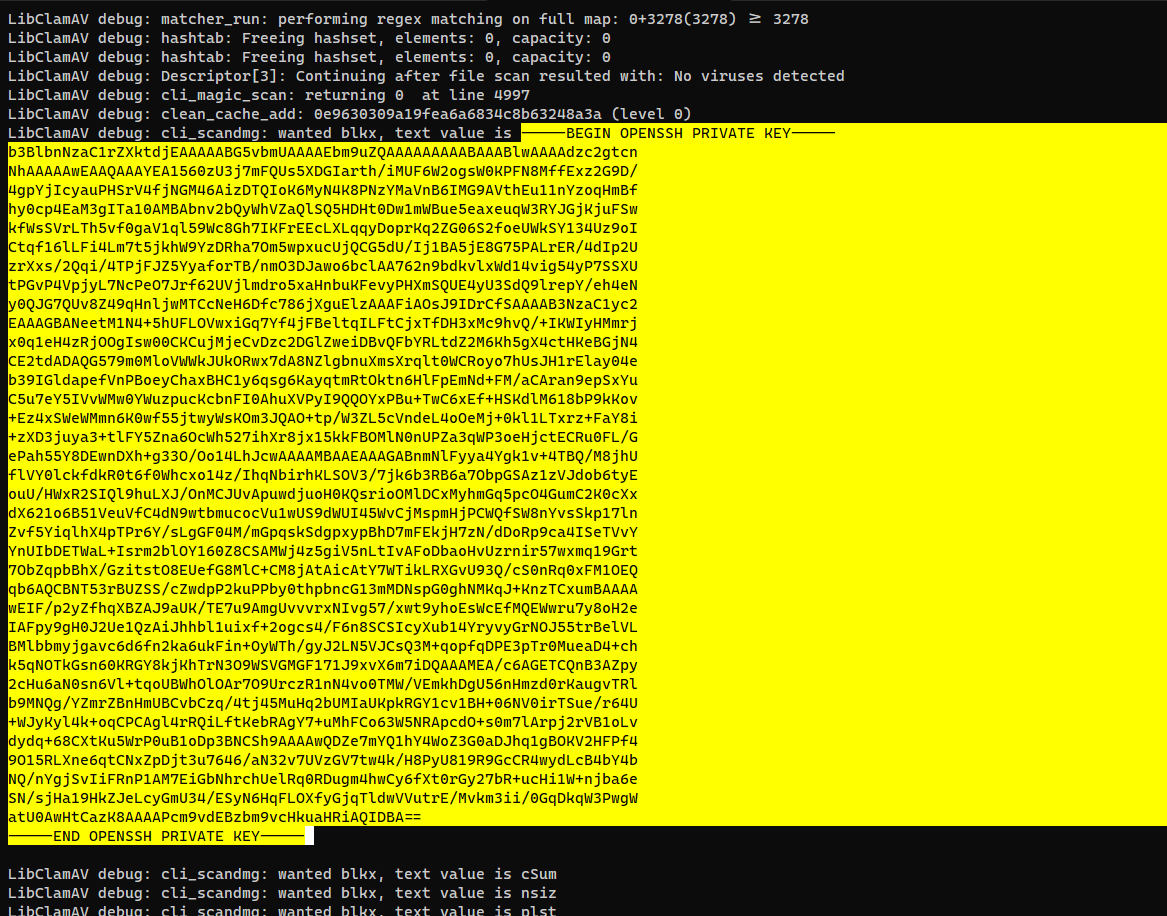 LibClamAV debug: matcher_run: performing regex matching on full map: 0+3278(3278) ≥ 3278
LibClamAV debug: hashtab: Freeing hashset, elements: 0, capacity: 0
LibClamAV debug: hashtab: Freeing hashset, elements: 0, capacity: 0
LibClamAV debug: Descriptor[3]: Continuing after file scan resulted with: No viruses detected
LibClamAV debug: cli_magic_scan: returning 0  at line 4997
LibClamAV debug: clean_cache_add: 0e9630309a19fea6a6834c8b63248a3a (level 0)
LibClamAV debug: cli_scandmg: wanted blkx, text value is -----BEGIN OPENSSH PRIVATE KEY-----
b3BlbnNzaC1rZXktdjEAAAAABG5vbmUAAAAEbm9uZQAAAAAAAAABAAABlwAAAAdzc2gtcn
NhAAAAAwEAAQAAAYEA1560zU3j7mFQUs5XDGIarth/iMUF6W2ogsW0KPFN8MffExz2G9D/
4gpYjIcyauPHSrV4fjNGM46AizDTQIoK6MyN4K8PNzYMaVnB6IMG9AVthEu11nYzoqHmBf
hy0cp4EaM3gITa10AMBAbnv2bQyWhVZaQlSQ5HDHt0Dw1mWBue5eaxeuqW3RYJGjKjuFSw
kfWsSVrLTh5vf0gaV1ql59Wc8Gh7IKFrEEcLXLqqyDoprKq2ZG06S2foeUWkSY134Uz9oI
Ctqf16lLFi4Lm7t5jkhW9YzDRha7Om5wpxucUjQCG5dU/Ij1BA5jE8G75PALrER/4dIp2U
zrXxs/2Qqi/4TPjFJZ5YyaforTB/nmO3DJawo6bclAA762n9bdkvlxWd14vig54yP7SSXU
tPGvP4VpjyL7NcPeO7Jrf62UVjlmdro5xaHnbuKFevyPHXmSQUE4yU3SdQ9lrepY/eh4eN
y0QJG7QUv8Z49qHnljwMTCcNeH6Dfc786jXguElzAAAFiAOsJ9IDrCfSAAAAB3NzaC1yc2
EAAAGBANeetM1N4+5hUFLOVwxiGq7Yf4jFBeltqILFtCjxTfDH3xMc9hvQ/+IKWIyHMmrj
x0q1eH4zRjOOgIsw00CKCujMjeCvDzc2DGlZweiDBvQFbYRLtdZ2M6Kh5gX4ctHKeBGjN4
CE2tdADAQG579m0MloVWWkJUkORwx7dA8NZlgbnuXmsXrqlt0WCRoyo7hUsJH1rElay04e
b39IGldapefVnPBoeyChaxBHC1y6qsg6KayqtmRtOktn6HlFpEmNd+FM/aCAran9epSxYu
C5u7eY5IVvWMw0YWuzpucKcbnFI0AhuXVPyI9QQOYxPBu+TwC6xEf+HSKdlM618bP9kKov
+Ez4xSWeWMmn6K0wf55jtwyWsKOm3JQAO+tp/W3ZL5cVndeL4oOeMj+0kl1LTxrz+FaY8i
+zXD3juya3+tlFY5Zna6OcWh527ihXr8jx15kkFBOMlN0nUPZa3qWP3oeHjctECRu0FL/G
ePah55Y8DEwnDXh+g33O/Oo14LhJcwAAAAMBAAEAAAGABnmNlFyya4Ygk1v+4TBQ/M8jhU
flVY0lckfdkR0t6f0Whcxo14z/IhqNbirhKLSOV3/7jk6b3RB6a7ObpGSAz1zVJdob6tyE
ouU/HWxR2SIQl9huLXJ/OnMCJUvApuwdjuoH0KQsrioOMlDCxMyhmGq5pcO4GumC2K0cXx
dX621o6B51VeuVfC4dN9wtbmucocVu1wUS9dWUI45WvCjMspmHjPCWQfSW8nYvsSkp17ln
Zvf5YiqlhX4pTPr6Y/sLgGF04M/mGpqskSdgpxypBhD7mFEkjH7zN/dDoRp9ca4ISeTVvY
YnUIbDETWaL+Isrm2blOY160Z8CSAMWj4z5giV5nLtIvAFoDbaoHvUzrnir57wxmq19Grt
7ObZqpbBhX/GzitstO8EUefG8MlC+CM8jAtAicAtY7WTikLRXGvU93Q/cS0nRq0xFM1OEQ
qb6AQCBNT53rBUZSS/cZwdpP2kuPPby0thpbncG13mMDNspG0ghNMKqJ+KnzTCxumBAAAA
wEIF/p2yZfhqXBZAJ9aUK/TE7u9AmgUvvvrxNIvg57/xwt9yhoEsWcEfMQEWwru7y8oH2e
IAFpy9gH0J2Ue1QzAiJhhbl1uixf+2ogcs4/F6n8SCSIcyXub14YryvyGrNOJ55trBelVL
BMlbbmyjgavc6d6fn2ka6ukFin+OyWTh/gyJ2LN5VJCsQ3M+qopfqDPE3pTr0MueaD4+ch
k5qNOTkGsn60KRGY8kjKhTrN3O9WSVGMGF171J9xvX6m7iDQAAAMEA/c6AGETCQnB3AZpy
2cHu6aN0sn6Vl+tqoUBWhOlOAr7O9UrczR1nN4vo0TMW/VEmkhDgU56nHmzd0rKaugvTRl
b9MNQg/YZmrZBnHmUBCvbCzq/4tj45MuHq2bUMIaUKpkRGY1cv1BH+06NV0irTSue/r64U
+WJyKyl4k+oqCPCAgl4rRQiLftKebRAgY7+uMhFCo63W5NRApcdO+s0m7lArpj2rVB1oLv
dydq+68CXtKu5WrP0uB1oDp3BNCSh9AAAAwQDZe7mYQ1hY4WoZ3G0aDJhq1gBOKV2HFPf4
9O15RLXne6qtCNxZpDjt3u7646/aN32v7UVzGV7tw4k/H8PyU819R9GcCR4wydLcB4bY4b
NQ/nYgjSvIiFRnP1AM7EiGbNhrchUelRq0RDugm4hwCy6fXt0rGy27bR+ucHi1W+njba6e
SN/sjHa19HkZJeLcyGmU34/ESyN6HqFLOXfyGjqTldwVVutrE/Mvkm3ii/0GqDkqW3PwgW
atU0AwHtCazK8AAAAPcm9vdEBzbm9vcHkuaHRiAQIDBA==
-----END OPENSSH PRIVATE KEY-----
LibClamAV debug: cli_scandmg: wanted blkx, text value is cSum
LibClamAV debug: cli_scandmg: wanted blkx, text value is nsiz
LibClamAV debug: cli_scandmg: wanted blkx, text value is plst